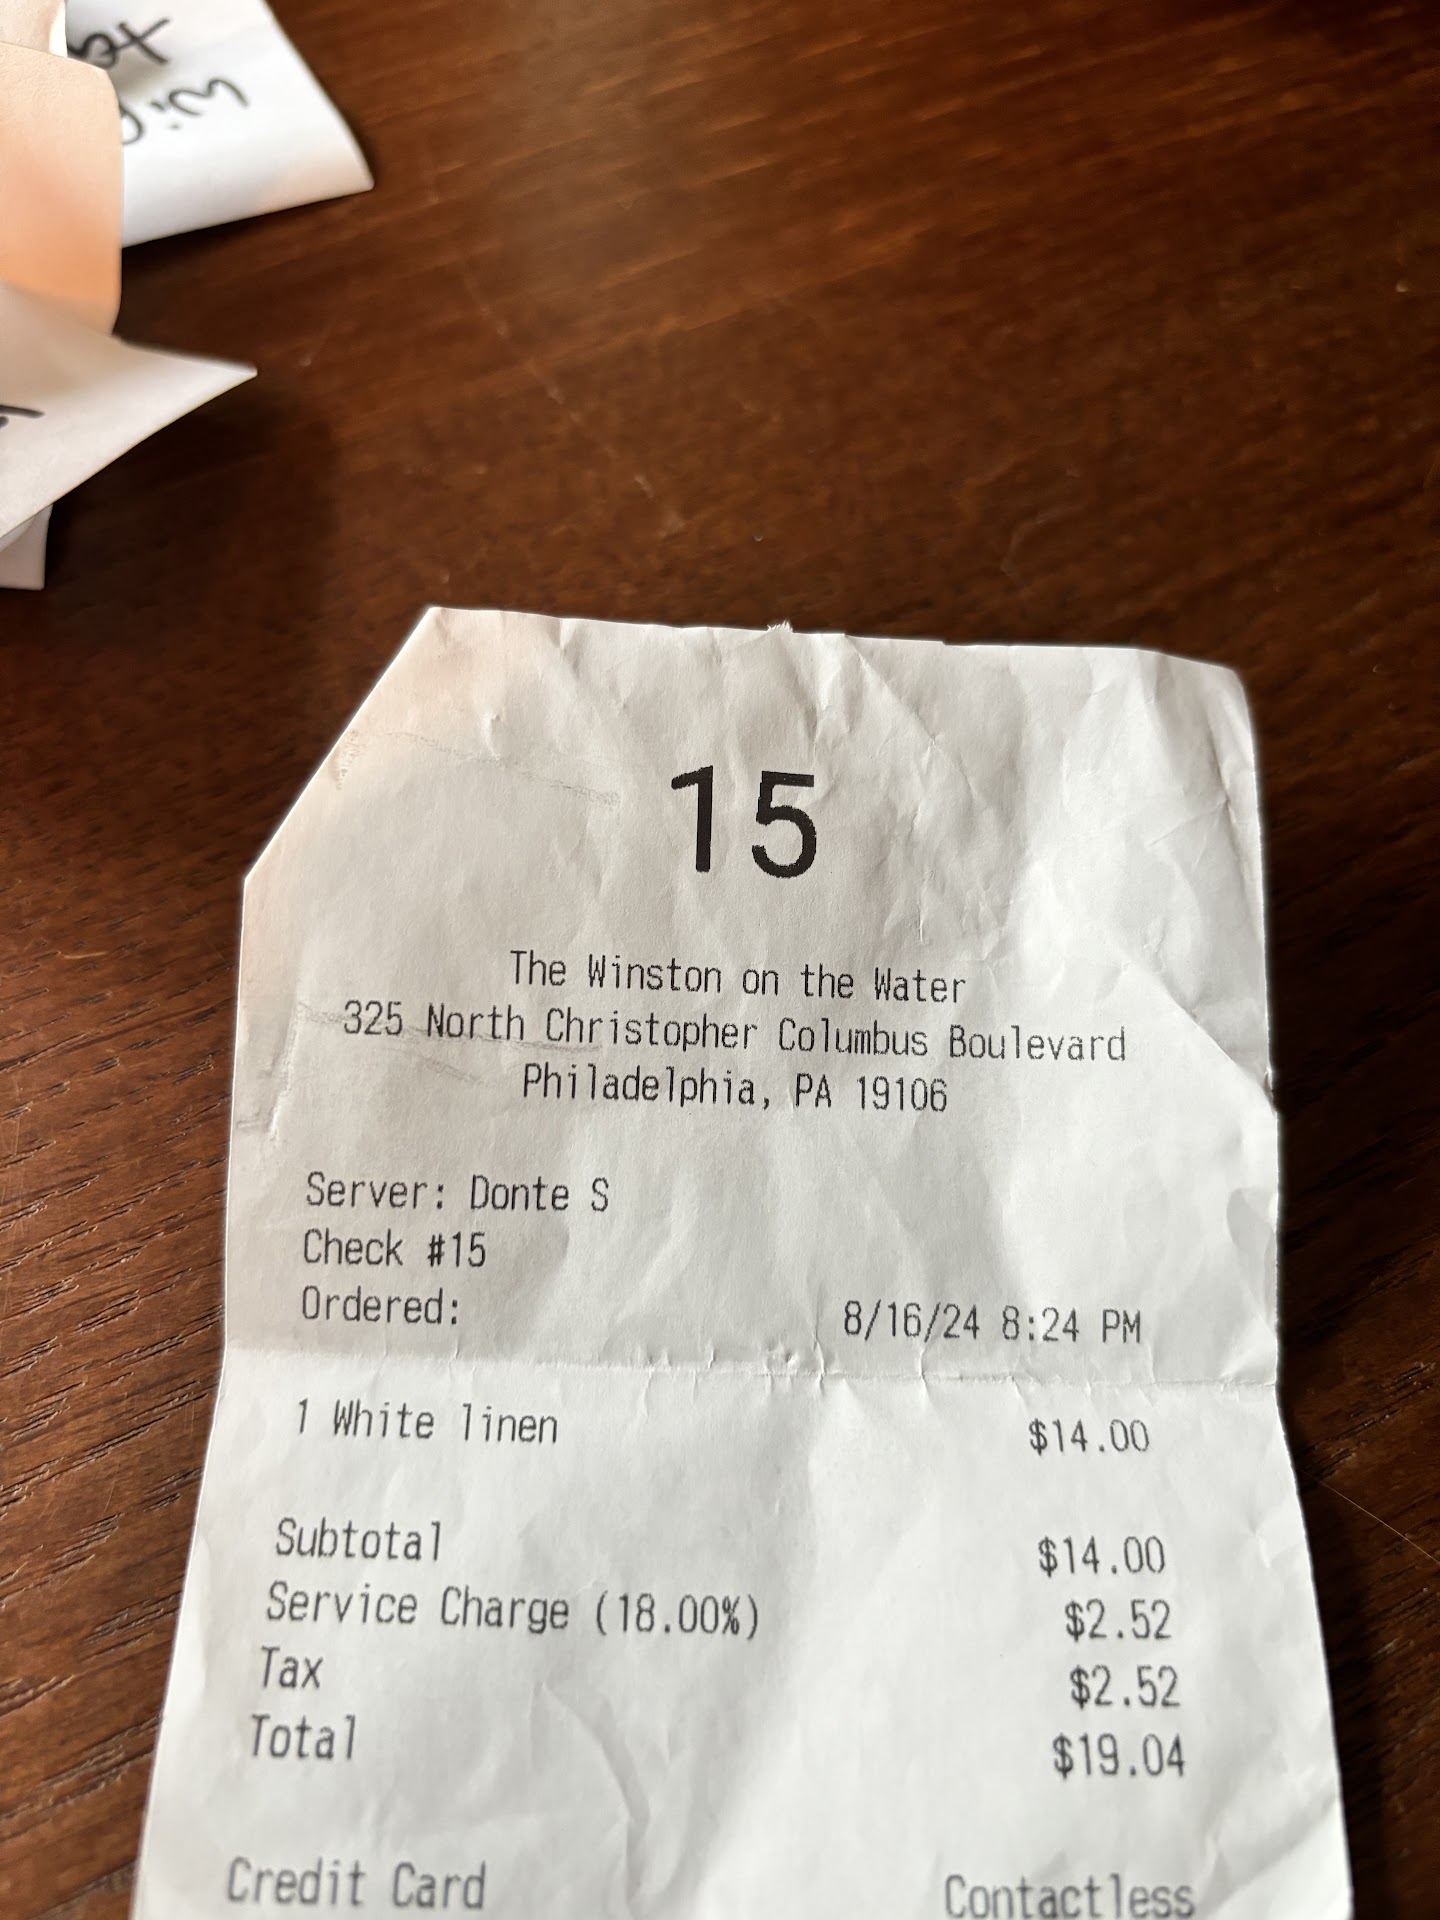 15
The Winston on the Water
325 North Christopher Columbus Boulevard
Philadelphia, PA 19106
Server: Donte S
Check #15
Ordered: 8/16/24 8:24 PM
1 White linen $14.00
Subtotal $14.00
Service Charge (18.00%) $2.52
Tax $2.52
Total $19.04
Credit Card Contactless